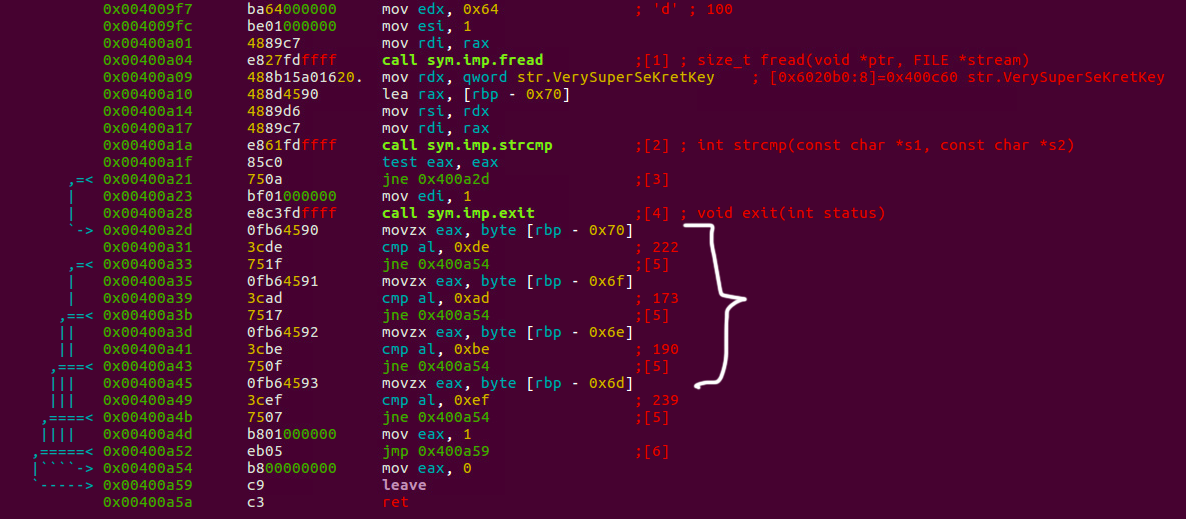 0x004009f7 ba64000000 mov edx, 0x64 ; 'd' ; 100
0x004009fc be01000000 mov esi, 1
0x00400a01 4889c7 mov rdi, rax
0x00400a04 e827fdffff call sym.imp.fread ;[1] ; size_t fread(void *ptr, FILE *stream)
0x00400a09 488b15a01620. mov rdx, qword str.VerySuperSeKretKey ; [0x6020b0:8]=0x400c60 str.VerySuperSeKretKey
0x00400a10 488d4590 lea rax, [rbp - 0x70]
0x00400a14 4889d6 mov rsi, rdx
0x00400a17 4889c7 mov rdi, rax
0x00400a1a e861fdffff call sym.imp.strcmp ;[2] ; int strcmp(const char *s1, const char *s2)
0x00400a1f 85c0 test eax, eax
,=< 0x00400a21 750a jne 0x400a2d ;[3]
| 0x00400a23 bf01000000 mov edi, 1
| 0x00400a28 e8c3fdffff call sym.imp.exit ;[4] ; void exit(int status)
`-> 0x00400a2d 0fb64590 movzx eax, byte [rbp - 0x70]
0x00400a31 3cde cmp al, 0xde ; 222
,=< 0x00400a33 751f jne 0x400a54 ;[5]
| 0x00400a35 0fb64591 movzx eax, byte [rbp - 0x6f]
| 0x00400a39 3cad cmp al, 0xad ; 173
,==< 0x00400a3b 7517 jne 0x400a54 ;[5]
|| 0x00400a3d 0fb64592 movzx eax, byte [rbp - 0x6e]
|| 0x00400a41 3cbe cmp al, 0xbe ; 190
,===< 0x00400a43 750f jne 0x400a54 ;[5]
||| 0x00400a45 0fb64593 movzx eax, byte [rbp - 0x6d]
||| 0x00400a49 3cef cmp al, 0xef ; 239
,====< 0x00400a4b 7507 jne 0x400a54 ;[5]
|||| 0x00400a4d b801000000 mov eax, 1
,=====< 0x00400a52 eb05 jmp 0x400a59 ;[6]
|````-> 0x00400a54 b800000000 mov eax, 0
`-----> 0x00400a59 c9 leave
0x00400a5a c3 ret